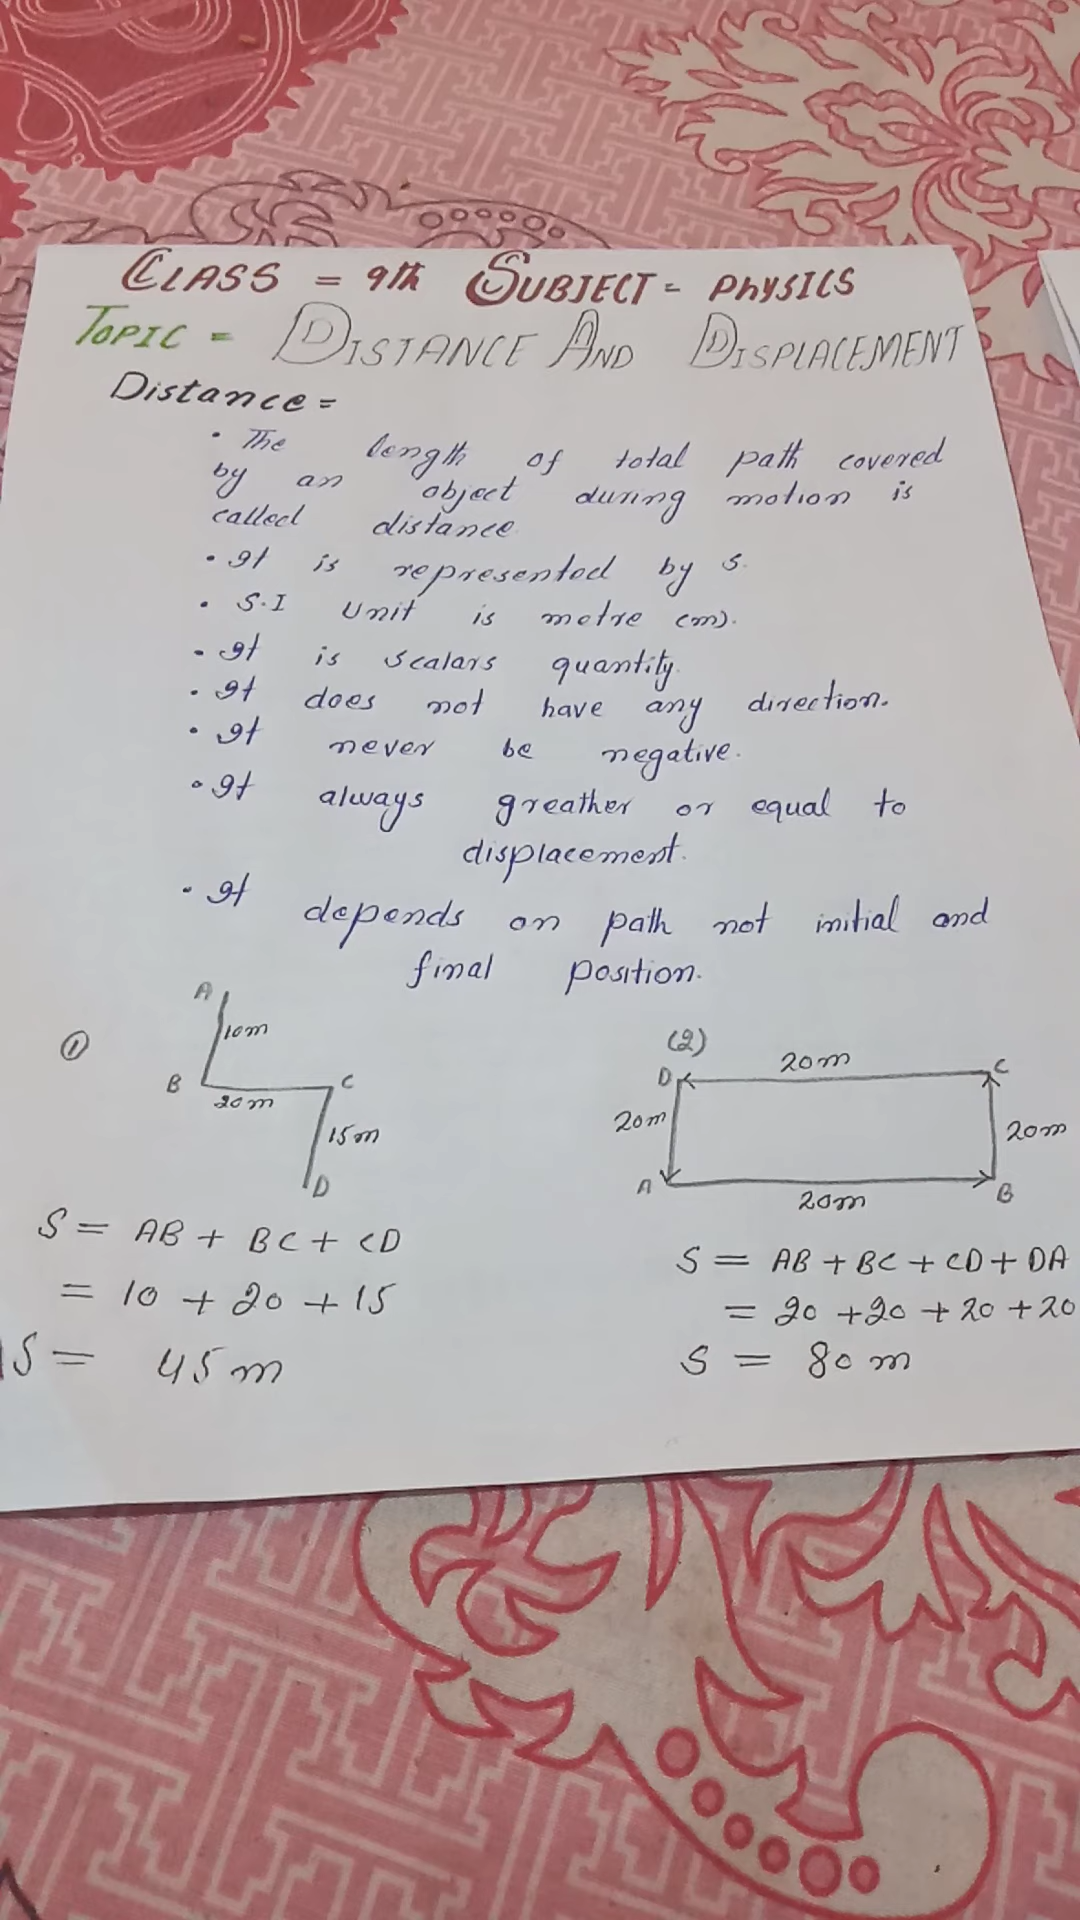 CLASS = 9th SUBJECT = PHYSICS
TOPIC = DISTANCE AND DISPLACEMENT
Distance =
• The length of total path covered
by an object during motion is
called distance.
• It is represented by s.
• S.I Unit is metre (m).
• It is scalars quantity.
• It does not have any direction.
• It never be negative.
• It always greather or equal to
displacement.
• It depends on path not initial and
final position.
① A 10m B 20m C 15m D
(2) D 20m C 20m 20m A 20m B
S = AB + BC + CD
= 10 + 20 + 15
S = 45m
S = AB + BC + CD + DA
= 20 + 20 + 20 + 20
S = 80 m